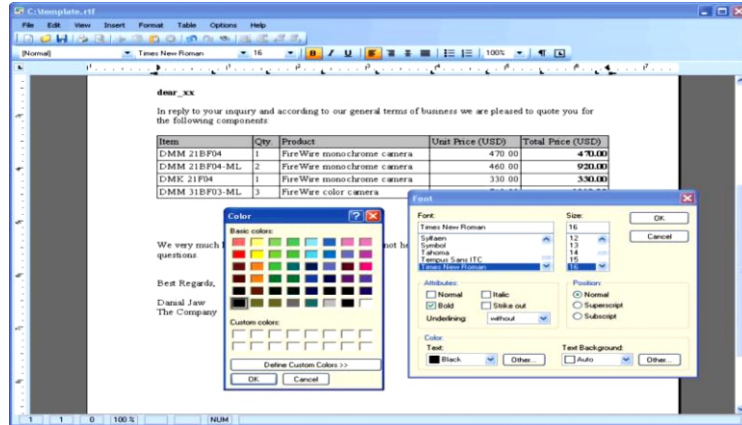 C:\template.rtf
File Edit View Insert Format Table Options Help
[Normal] Times New Roman 16 B I U 100% ¶
dear_xx
In reply to your inquiry and according to our general terms of business we are pleased to quote you for
the following components:
Item Qty. Product Unit Price (USD) Total Price (USD)
DMM 21BF04 1 FireWire monochrome camera 470.00 470.00
DMM 21BF04-ML 2 FireWire monochrome camera 460.00 920.00
DMK 21F04 1 FireWire monochrome camera 330.00 330.00
DMM 31BF03-ML 3 FireWire color camera
We very much
questions.
Best Regards,
Danial Jaw
The Company
Color
Basic colors:
Custom colors:
Define Custom Colors >>
OK Cancel
Font
Font: Size:
Times New Roman 16 OK
Sylfaen 12 Cancel
Symbol 13
Tahoma 14
Tempus Sans ITC 15
Times New Roman 16
Attributes: Position:
Normal Italic Normal
Bold Strike out Superscript
Underlining: without Subscript
Color:
Text: Text Background:
Black Other... Auto Other...
1 1 0 100 % NUM